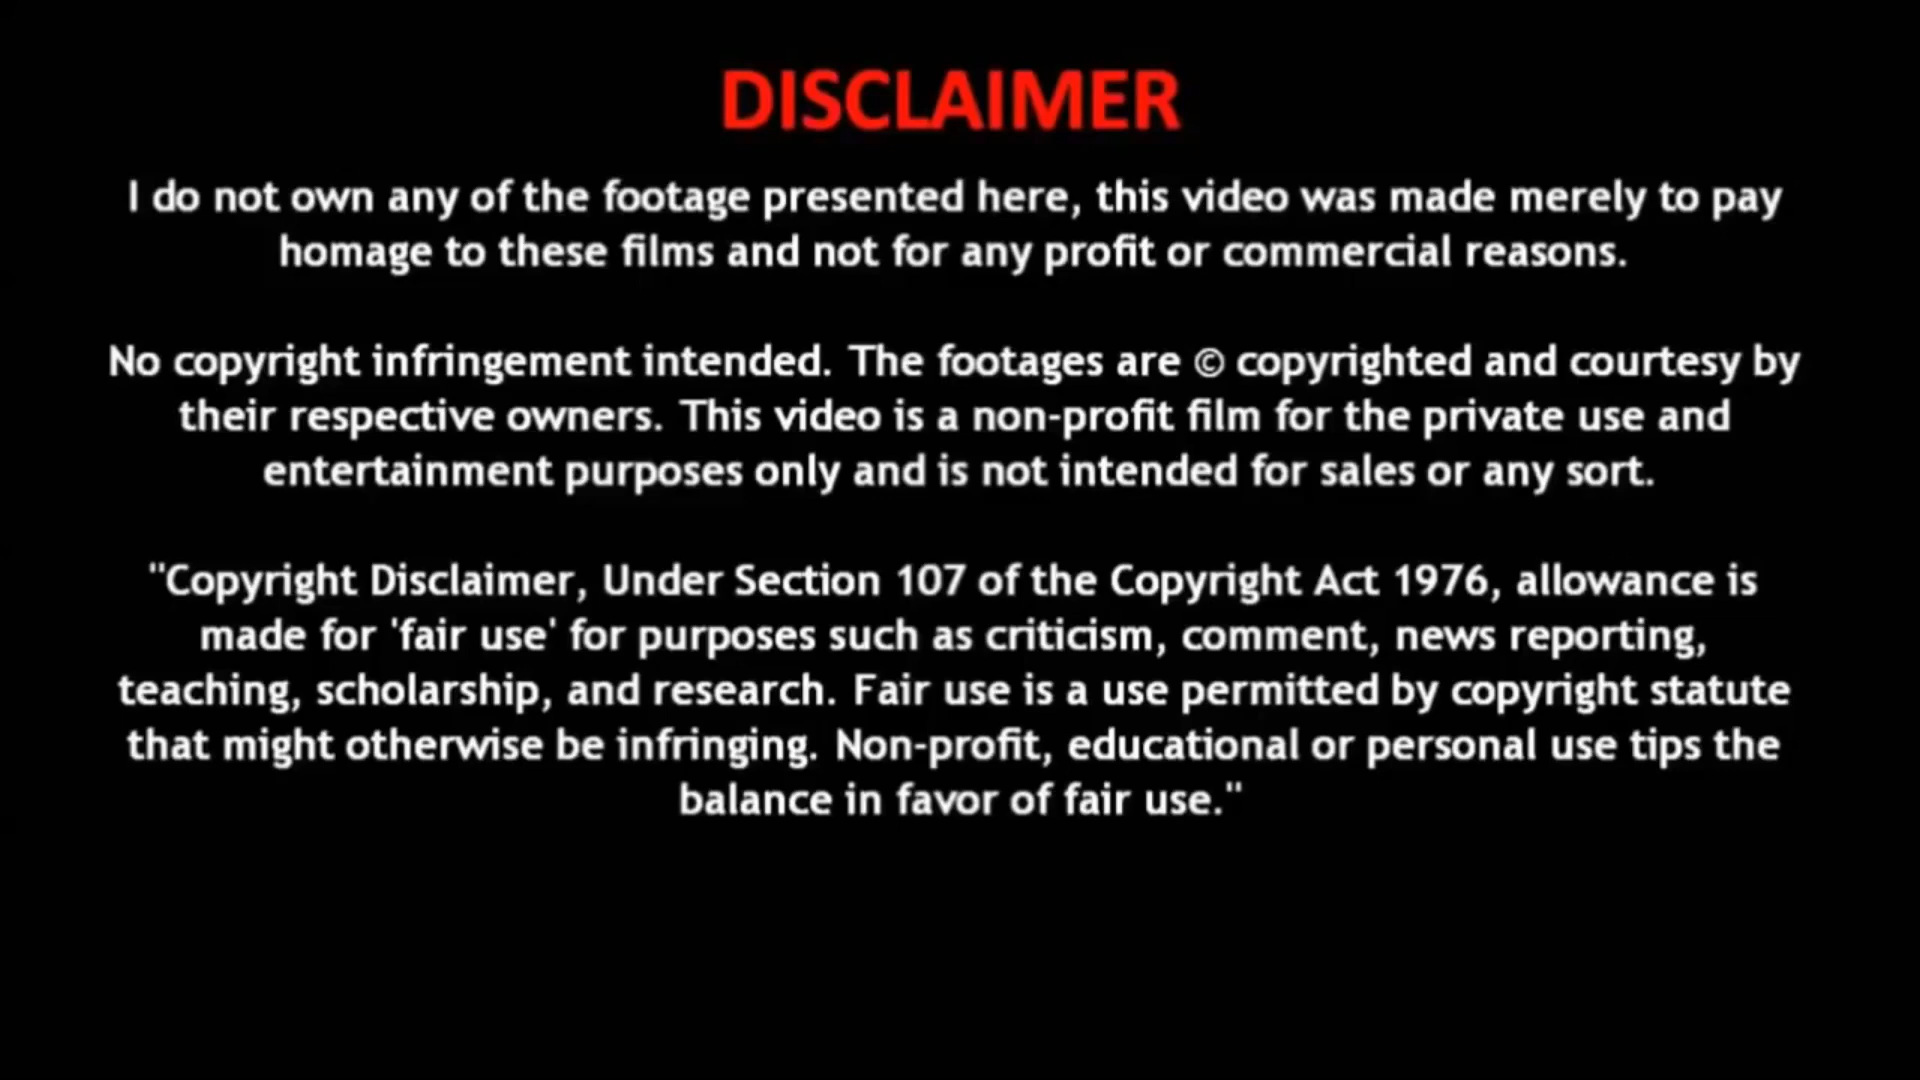 DISCLAIMER
I do not own any of the footage presented here, this video was made merely to pay
homage to these films and not for any profit or commercial reasons.
No copyright infringement intended. The footages are © copyrighted and courtesy by
their respective owners. This video is a non-profit film for the private use and
entertainment purposes only and is not intended for sales or any sort.
"Copyright Disclaimer, Under Section 107 of the Copyright Act 1976, allowance is
made for 'fair use' for purposes such as criticism, comment, news reporting,
teaching, scholarship, and research. Fair use is a use permitted by copyright statute
that might otherwise be infringing. Non-profit, educational or personal use tips the
balance in favor of fair use."